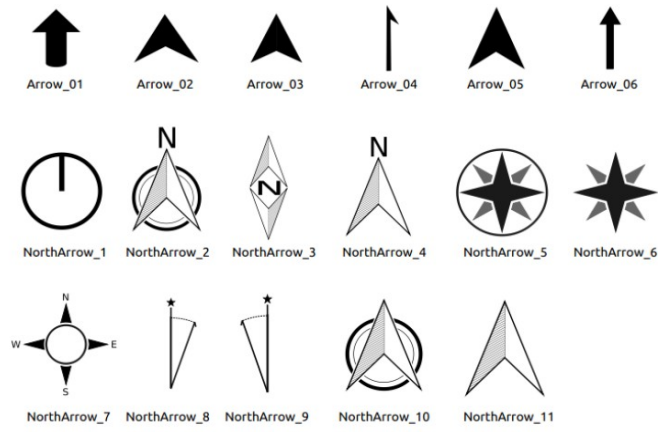 Arrow_01 Arrow_02 Arrow_03 Arrow_04 Arrow_05 Arrow_06
N N
N
NorthArrow_1 NorthArrow_2 NorthArrow_3 NorthArrow_4 NorthArrow_5 NorthArrow_6
N
W E
S
NorthArrow_7 NorthArrow_8 NorthArrow_9 NorthArrow_10 NorthArrow_11